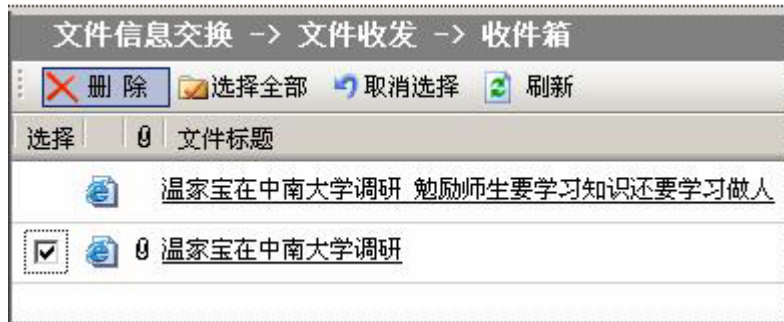 文件信息交换 -> 文件收发 -> 收件箱
删 除 选择全部 取消选择 刷新
选择 文件标题
温家宝在中南大学调研 勉励师生要学习知识还要学习做人
温家宝在中南大学调研